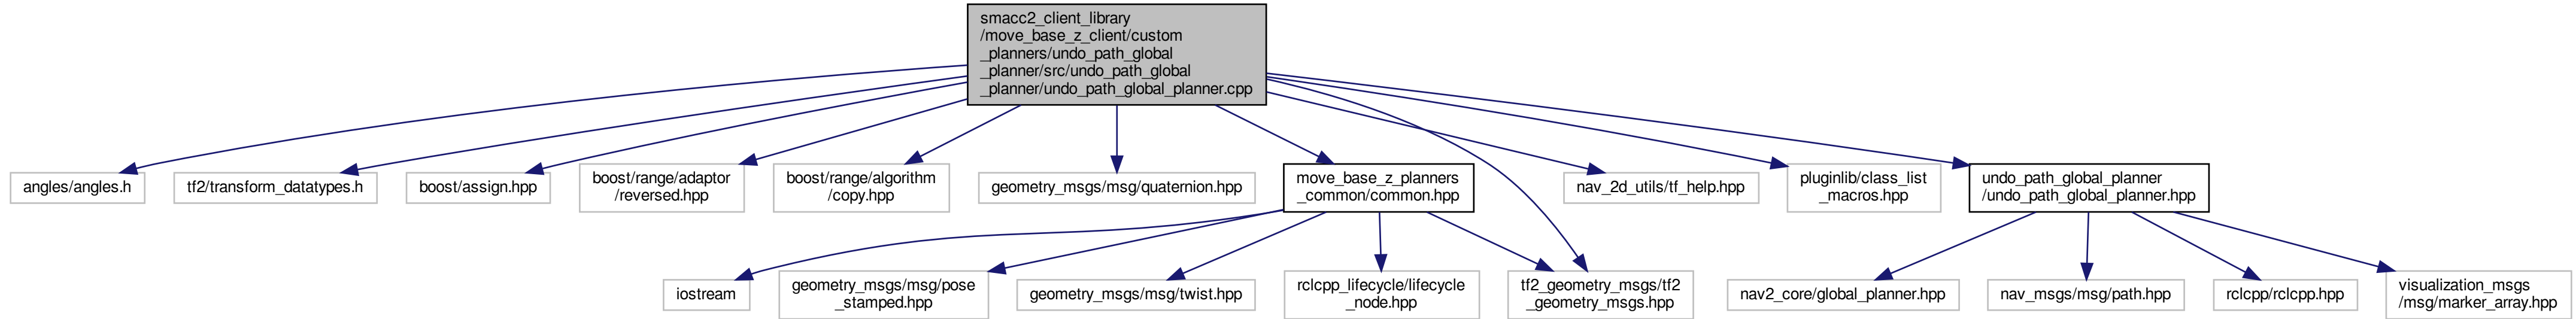 smacc2_client_library
/move_base_z_client/custom
_planners/undo_path_global
_planner/src/undo_path_global
_planner/undo_path_global_planner.cpp
angles/angles.h
tf2/transform_datatypes.h
boost/assign.hpp
boost/range/adaptor
/reversed.hpp
boost/range/algorithm
/copy.hpp
geometry_msgs/msg/quaternion.hpp
move_base_z_planners
_common/common.hpp
nav_2d_utils/tf_help.hpp
pluginlib/class_list
_macros.hpp
undo_path_global_planner
/undo_path_global_planner.hpp
iostream
geometry_msgs/msg/pose
_stamped.hpp
geometry_msgs/msg/twist.hpp
rclcpp_lifecycle/lifecycle
_node.hpp
tf2_geometry_msgs/tf2
_geometry_msgs.hpp
nav2_core/global_planner.hpp
nav_msgs/msg/path.hpp
rclcpp/rclcpp.hpp
visualization_msgs
/msg/marker_array.hpp